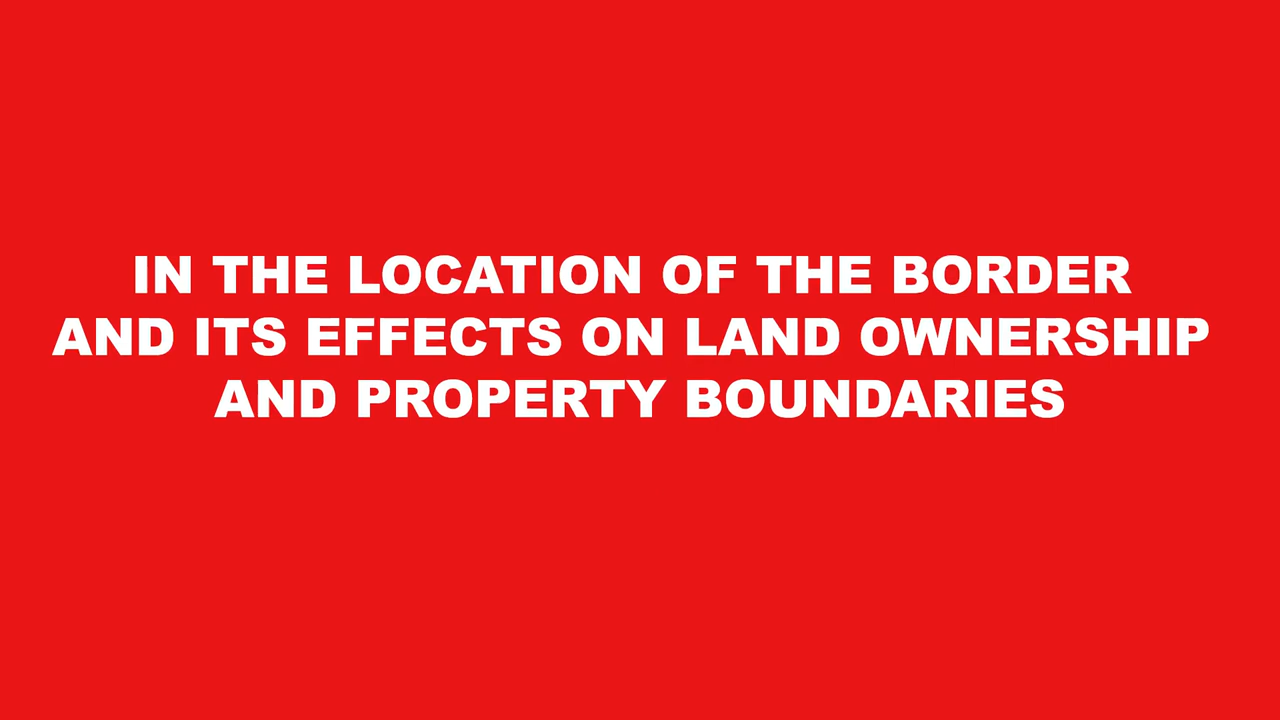 IN THE LOCATION OF THE BORDER
AND ITS EFFECTS ON LAND OWNERSHIP
AND PROPERTY BOUNDARIES